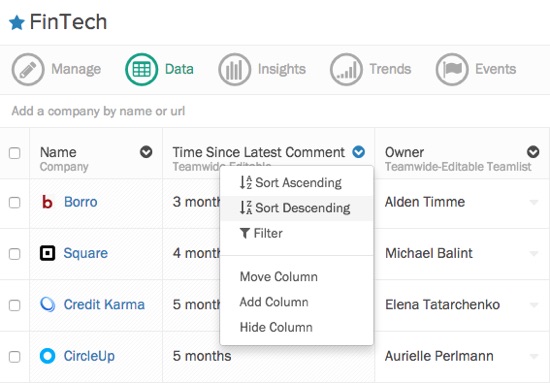 FinTech
Manage Data Insights Trends Events
Add a company by name or url
Name Time Since Latest Comment Owner
Company Teamwide Editable Teamwide-Editable Teamlist
Sort Ascending
Borro 3 month Alden Timme
Sort Descending
Filter
Square 4 mont Michael Balint
Move Column
Credit Karma 5 mont Elena Tatarchenko
Add Column
Hide Column
CircleUp 5 months Aurielle Perlmann